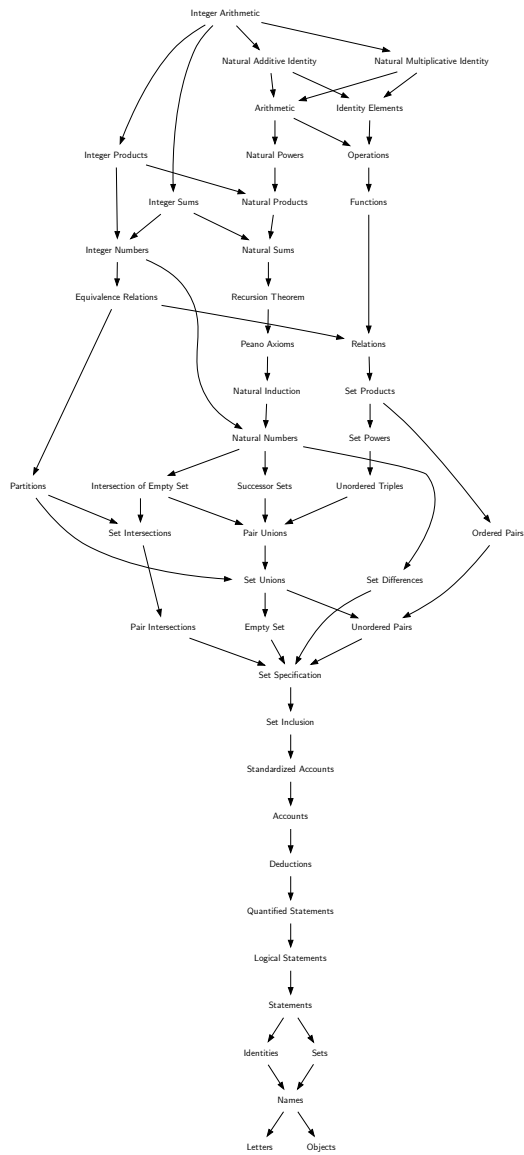 Integer Arithmetic
Natural Additive Identity
Natural Multiplicative Identity
Arithmetic
Identity Elements
Integer Products
Natural Powers
Operations
Integer Sums
Natural Products
Functions
Integer Numbers
Natural Sums
Equivalence Relations
Recursion Theorem
Peano Axioms
Relations
Natural Induction
Set Products
Natural Numbers
Set Powers
Partitions
Intersection of Empty Set
Successor Sets
Unordered Triples
Set Intersections
Pair Unions
Ordered Pairs
Set Unions
Set Differences
Pair Intersections
Empty Set
Unordered Pairs
Set Specification
Set Inclusion
Standardized Accounts
Accounts
Deductions
Quantified Statements
Logical Statements
Statements
Identities
Sets
Names
Letters
Objects